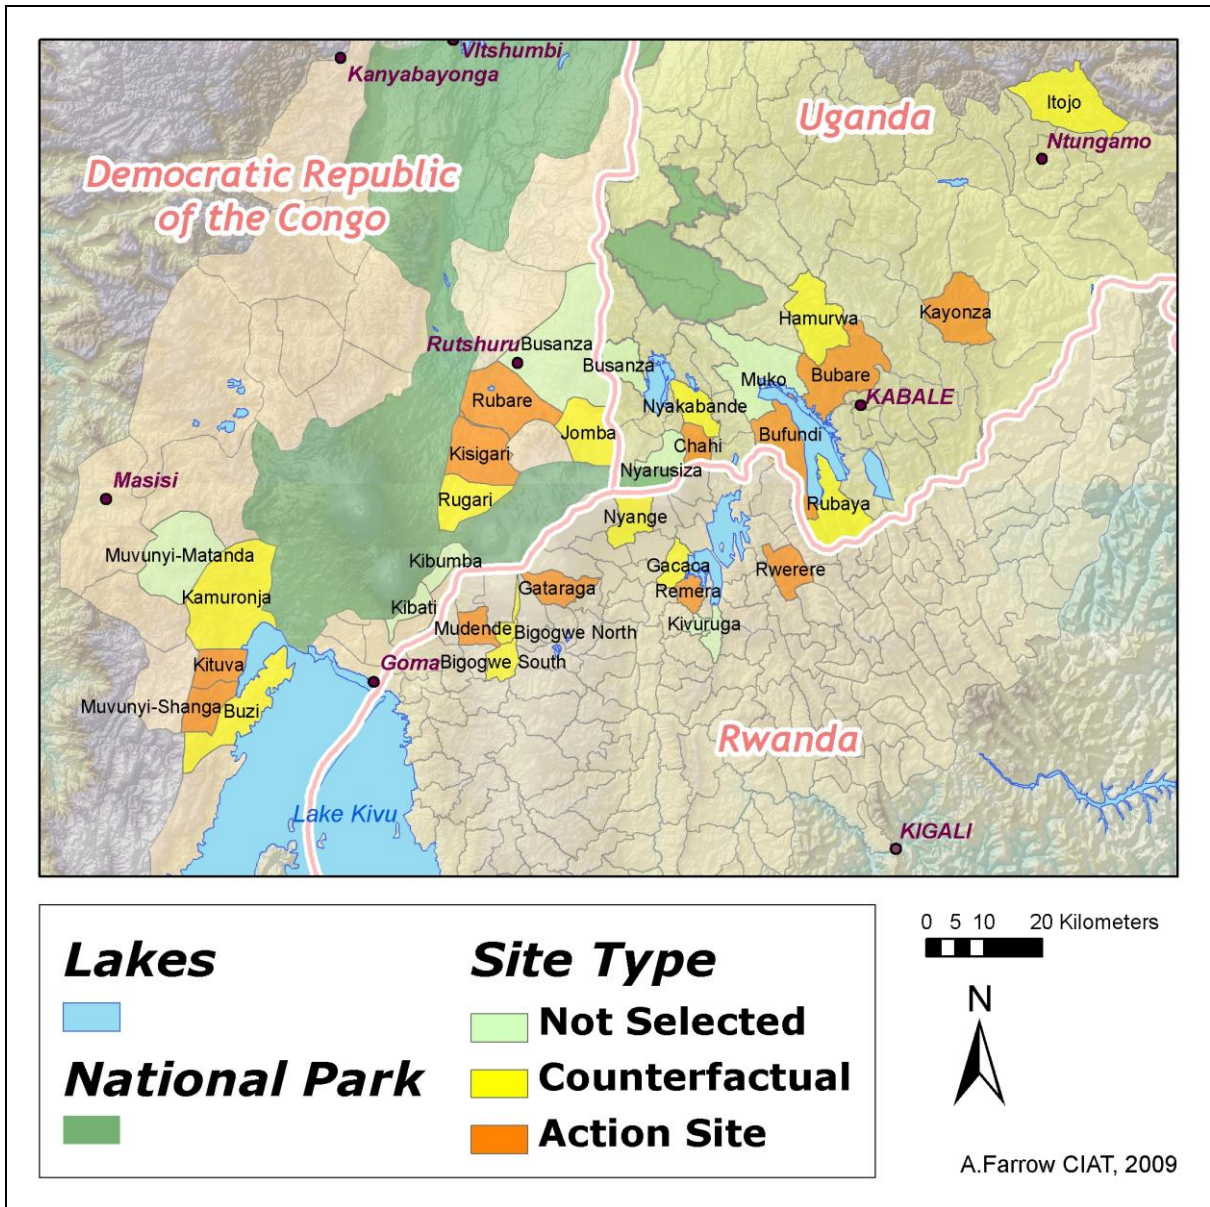 Vitshumbi
Kanyabayonga
Uganda
Itojo
Ntungamo
Democratic Republic
of the Congo
Hamurwa
Kayonza
Rutshuru
Busanza
Busanza
Muko
Bubare
Rubare
Nyakabande
KABALE
Jomba
Chahi
Bufundi
Kisigari
Nyarusiza
Masisi
Rugari
Rubaya
Nyange
Muvunyi-Matanda
Kibumba
Gacaca
Rwerere
Kamuronja
Gataraga
Remera
Kibati
Kivuruga
Mudende
Bigogwe North
Kituva
Goma
Bigogwe South
Muvunyi-Shanga
Buzi
Rwanda
Lake Kivu
KIGALI
Lakes
National Park
Site Type
Not Selected
Counterfactual
Action Site
0 5 10 20 Kilometers
N
A.Farrow CIAT, 2009